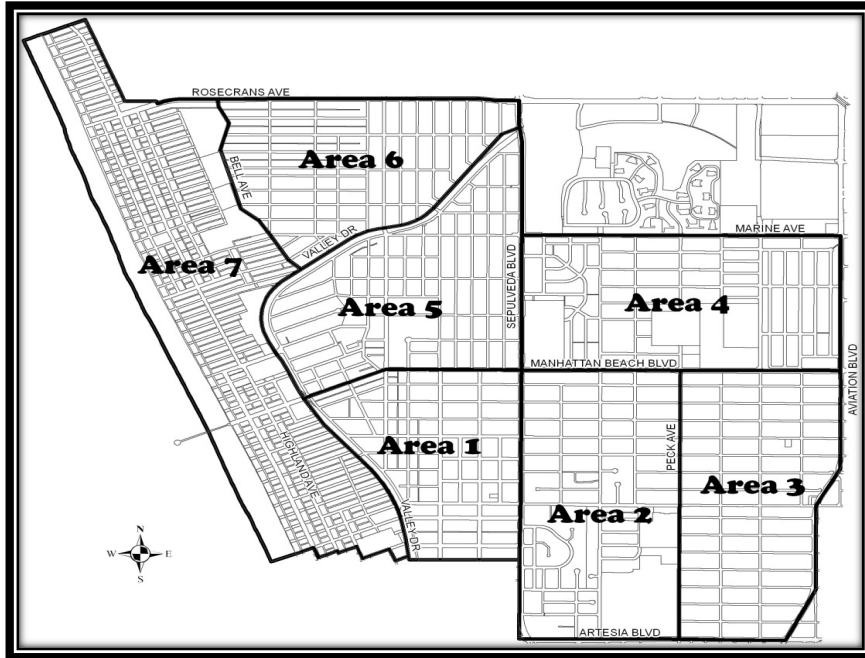 ROSECRANS AVE
Area 6
BELL AVE
VALLEY DR
MARINE AVE
Area 7
SEPULVEDA BLVD
Area 5
Area 4
MANHATTAN BEACH BLVD
AVIATION BLVD
HIGHLAND AVE
Area 1
PECK AVE
Area 3
Area 2
VALLEY DR
N
W E
S
ARTESIA BLVD